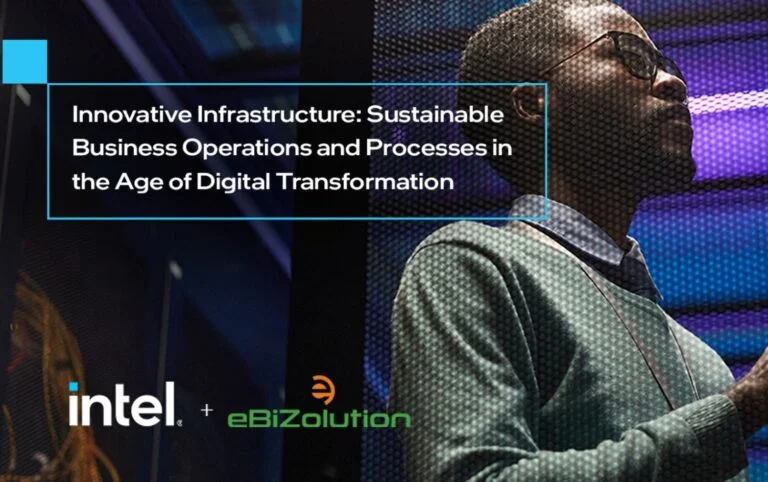 Innovative Infrastructure: Sustainable
Business Operations and Processes in
the Age of Digital Transformation
intel. + eBiZolution